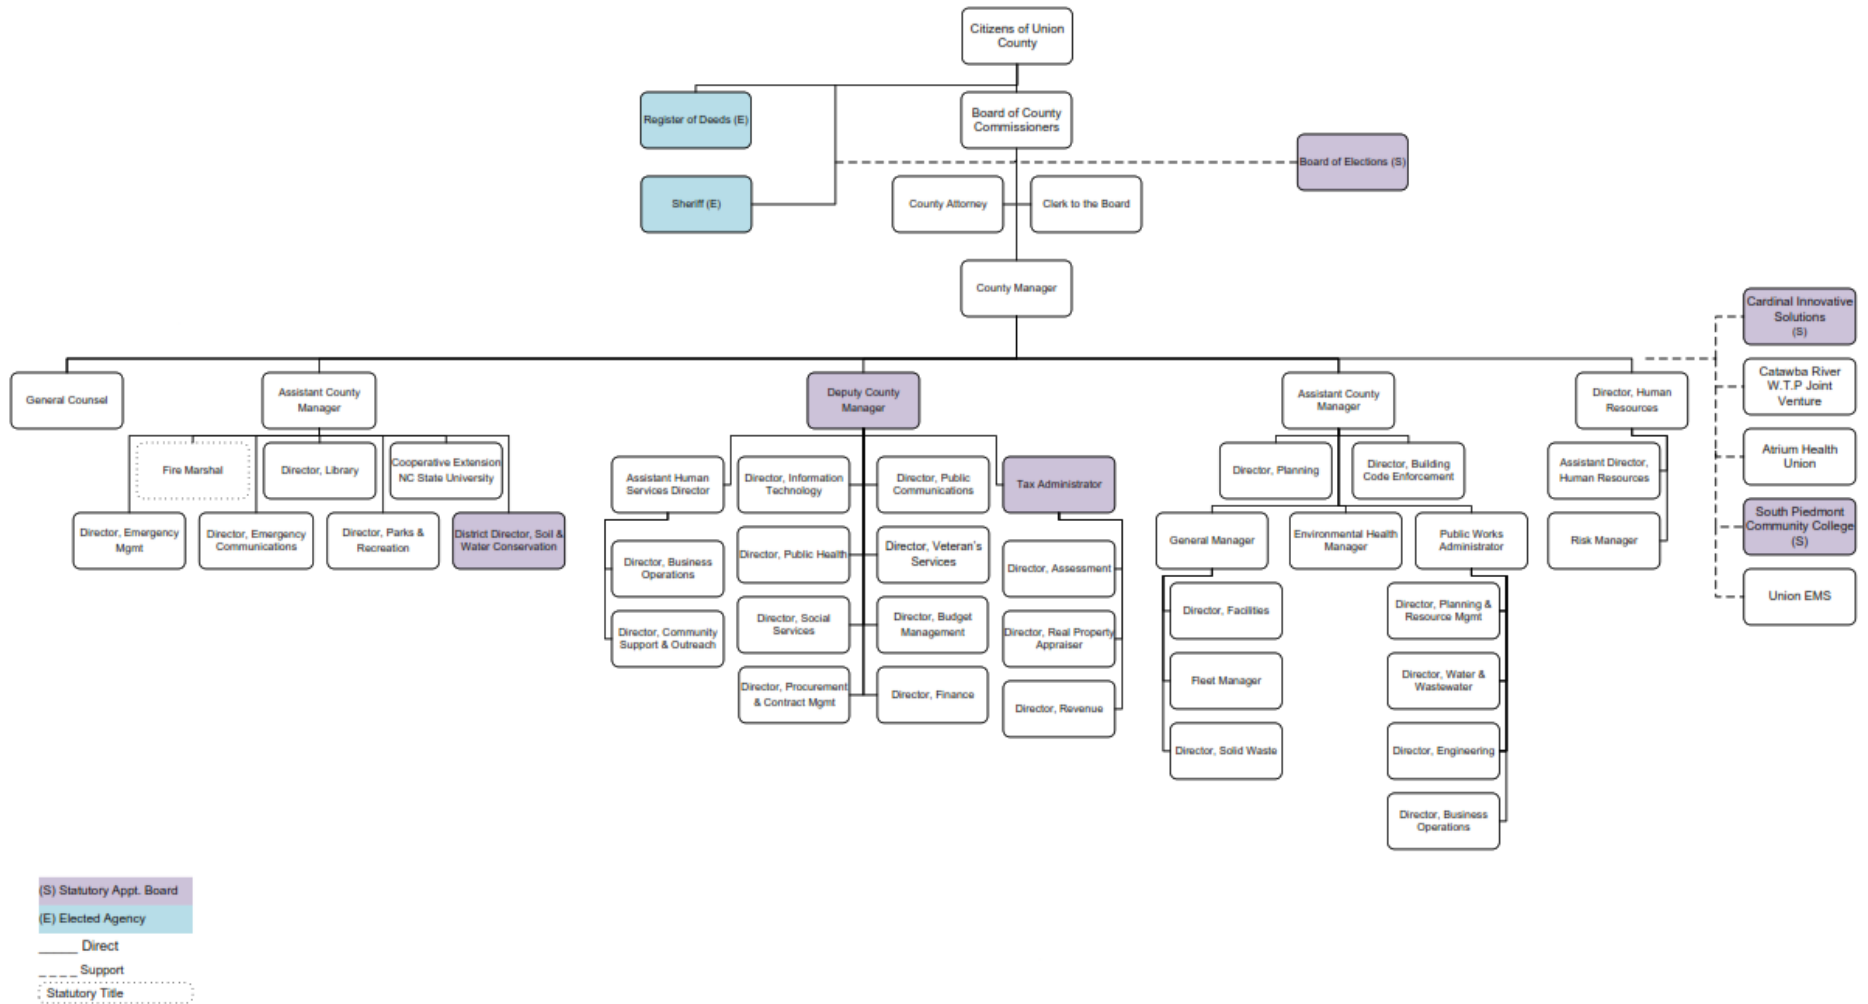 Citizens of Union
County
Register of Deeds (E)
Board of County
Commissioners
Board of Elections (S)
Sheriff (E)
County Attorney
Clerk to the Board
County Manager
Cardinal Innovative
Solutions
(S)
Catawba River
W.T.P Joint
Venture
Atrium Health
Union
South Piedmont
Community College
(S)
Union EMS
General Counsel
Assistant County
Manager
Deputy County
Manager
Assistant County
Manager
Director, Human
Resources
Fire Marshal
Director, Library
Cooperative Extension
NC State University
Director, Emergency
Mgmt
Director, Emergency
Communications
Director, Parks &
Recreation
District Director, Soil &
Water Conservation
Assistant Human
Services Director
Director, Information
Technology
Director, Public
Communications
Tax Administrator
Director, Business
Operations
Director, Public Health
Director, Veteran's
Services
Director, Assessment
Director, Community
Support & Outreach
Director, Social
Services
Director, Budget
Management
Director, Real Property
Appraiser
Director, Procurement
& Contract Mgmt
Director, Finance
Director, Revenue
Director, Planning
Director, Building
Code Enforcement
General Manager
Environmental Health
Manager
Public Works
Administrator
Director, Facilities
Director, Planning &
Resource Mgmt
Fleet Manager
Director, Water &
Wastewater
Director, Solid Waste
Director, Engineering
Director, Business
Operations
Assistant Director,
Human Resources
Risk Manager
(S) Statutory Appt. Board
(E) Elected Agency
Direct
Support
Statutory Title